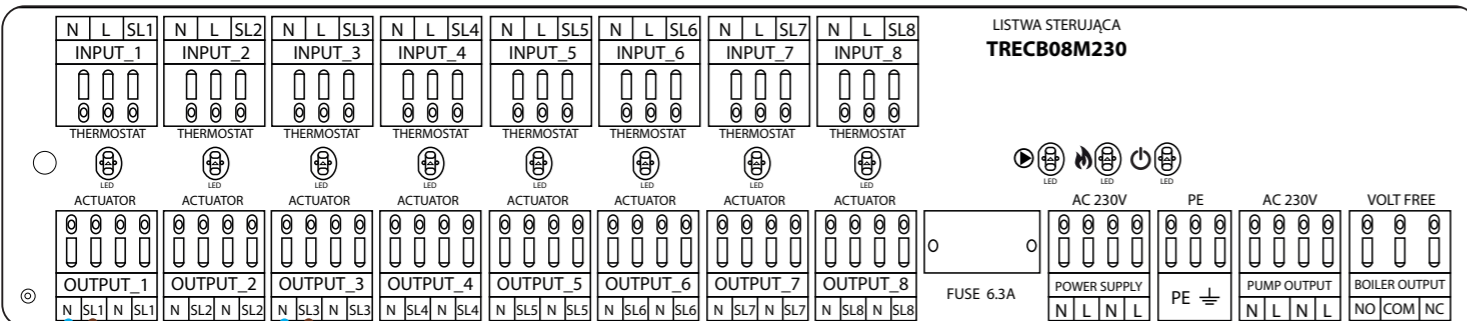 N L SL1 N L SL2 N L SL3 N L SL4 N L SL5 N L SL6 N L SL7 N L SL8
INPUT_1 INPUT_2 INPUT_3 INPUT_4 INPUT_5 INPUT_6 INPUT_7 INPUT_8
THERMOSTAT THERMOSTAT THERMOSTAT THERMOSTAT THERMOSTAT THERMOSTAT THERMOSTAT THERMOSTAT
LISTWA STERUJĄCA
TRECB08M230
LED LED LED LED LED LED LED LED LED LED LED
ACTUATOR ACTUATOR ACTUATOR ACTUATOR ACTUATOR ACTUATOR ACTUATOR ACTUATOR AC 230V PE AC 230V VOLT FREE
OUTPUT_1 OUTPUT_2 OUTPUT_3 OUTPUT_4 OUTPUT_5 OUTPUT_6 OUTPUT_7 OUTPUT_8 FUSE 6.3A POWER SUPPLY PE PUMP OUTPUT BOILER OUTPUT
N SL1 N SL1 N SL2 N SL2 N SL3 N SL3 N SL4 N SL4 N SL5 N SL5 N SL6 N SL6 N SL7 N SL7 N SL8 N SL8 N L N L N L N L NO COM NC